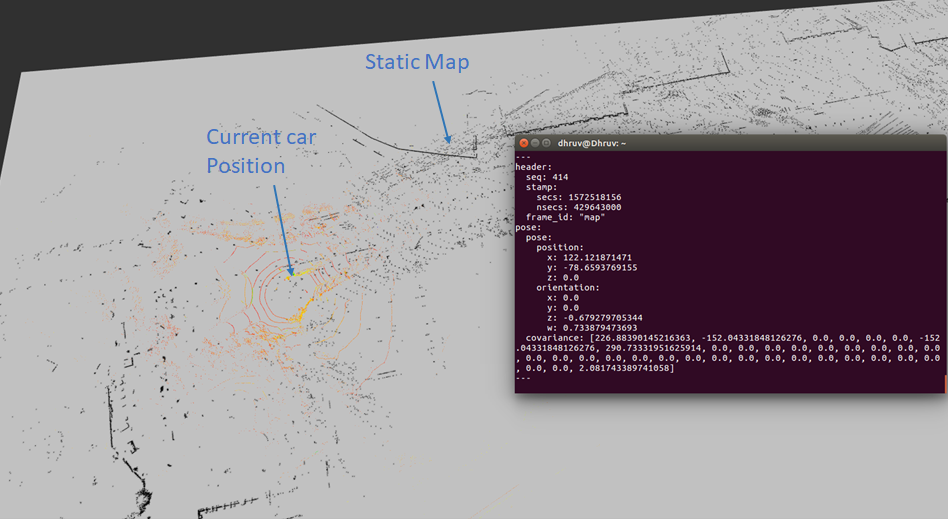 Static Map
Current car
Position
dhruv@Dhruv: ~
---
header:
seq: 414
stamp:
secs: 1572518156
nsecs: 429643000
frame_id: "map"
pose:
pose:
position:
x: 122.121871471
y: -78.6593769155
z: 0.0
orientation:
x: 0.0
y: 0.0
z: -0.679279705344
w: 0.733879473693
covariance: [226.88390145216363, -152.04331848126276, 0.0, 0.0, 0.0, 0.0, -152
.04331848126276, 290.73331951625914, 0.0, 0.0, 0.0, 0.0, 0.0, 0.0, 0.0, 0.0, 0.0
, 0.0, 0.0, 0.0, 0.0, 0.0, 0.0, 0.0, 0.0, 0.0, 0.0, 0.0, 0.0, 0.0, 0.0, 0.0, 0.0
, 0.0, 0.0, 2.081743389741058]
---